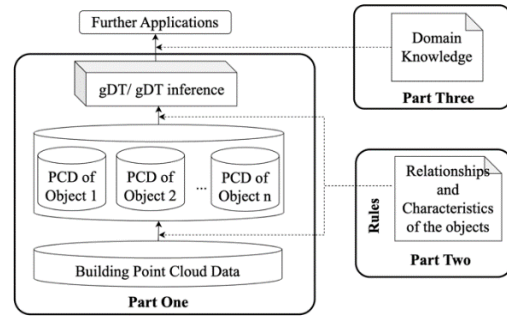 Further Applications
gDT/ gDT inference
PCD of
Object 1
PCD of
Object 2
...
PCD of
Object n
Building Point Cloud Data
Part One
Domain
Knowledge
Part Three
Rules
Relationships
and
Characteristics
of the objects
Part Two